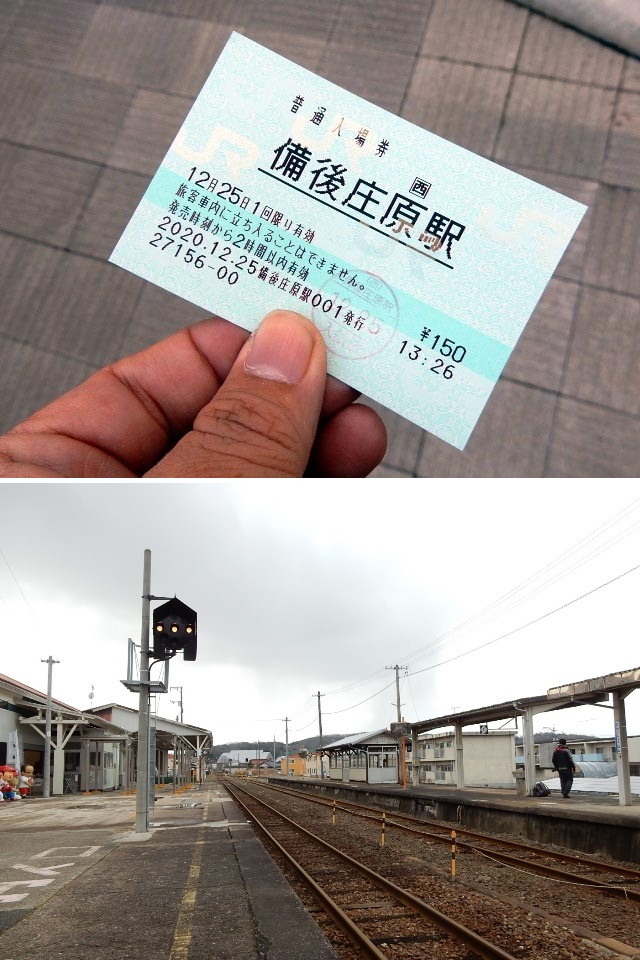 普通入場券
西
備後庄原駅
12月25日1回限り有効
旅客車内に立ち入ることはできません。
発売時刻から2時間以内有効
2020.12.25備後庄原駅001発行
27156-00
¥150
13:26